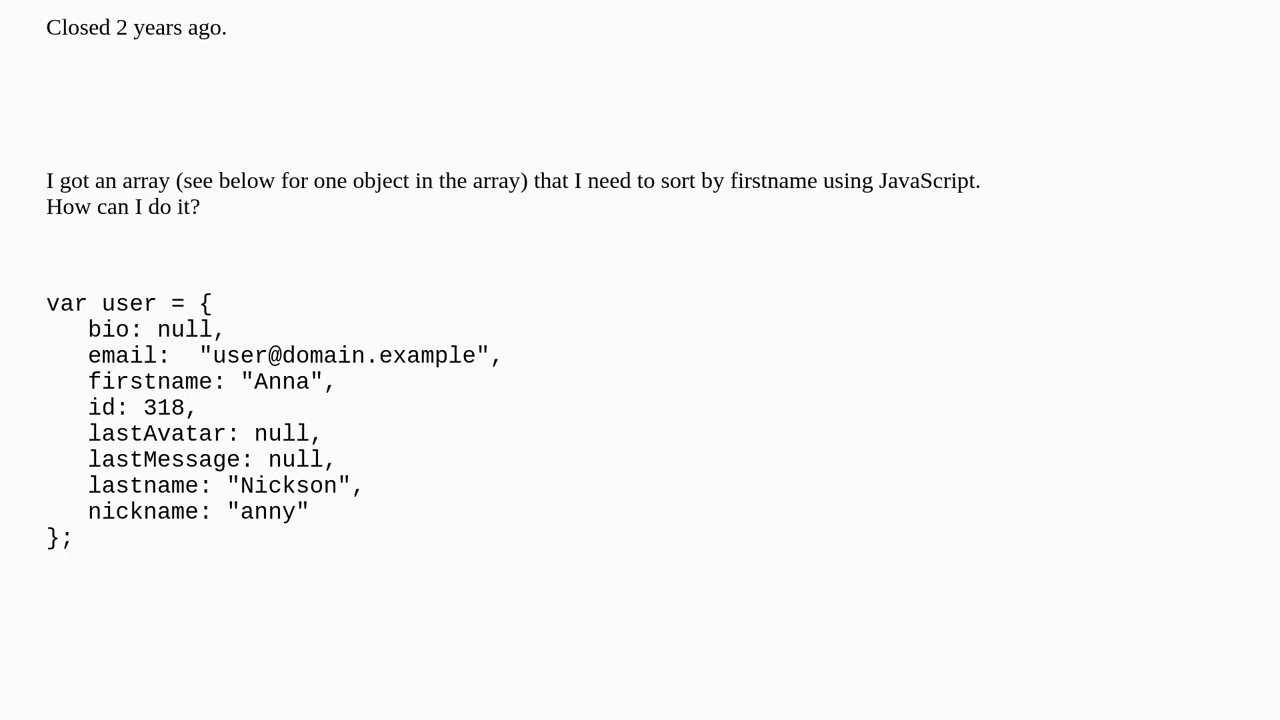 Closed 2 years ago.
I got an array (see below for one object in the array) that I need to sort by firstname using JavaScript.
How can I do it?
var user = {
   bio: null,
   email:  "user@domain.example",
   firstname: "Anna",
   id: 318,
   lastAvatar: null,
   lastMessage: null,
   lastname: "Nickson",
   nickname: "anny"
};